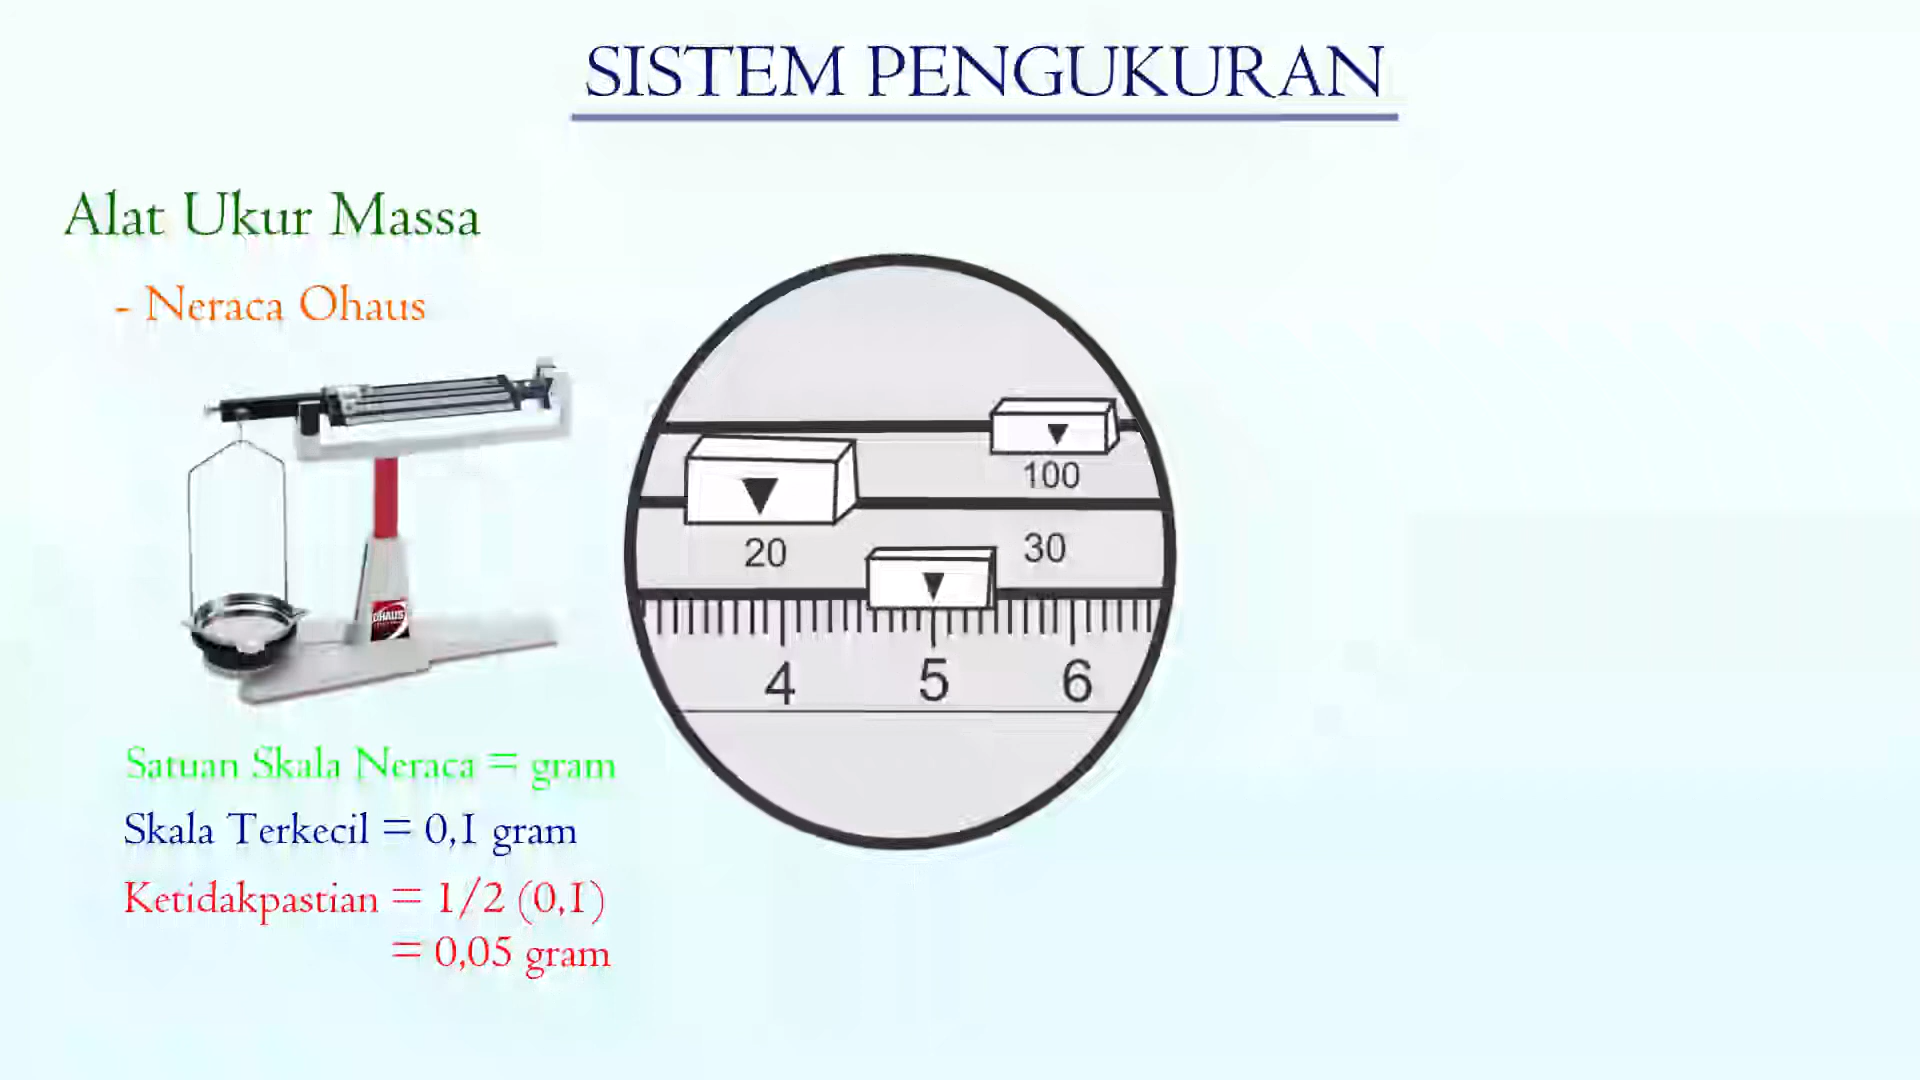 SISTEM PENGUKURAN
Alat Ukur Massa
- Neraca Ohaus
OHAUS
100
20
30
4 5 6
Satuan Skala Neraca = gram
Skala Terkecil = 0,1 gram
Ketidakpastian = 1/2 (0,1)
= 0,05 gram